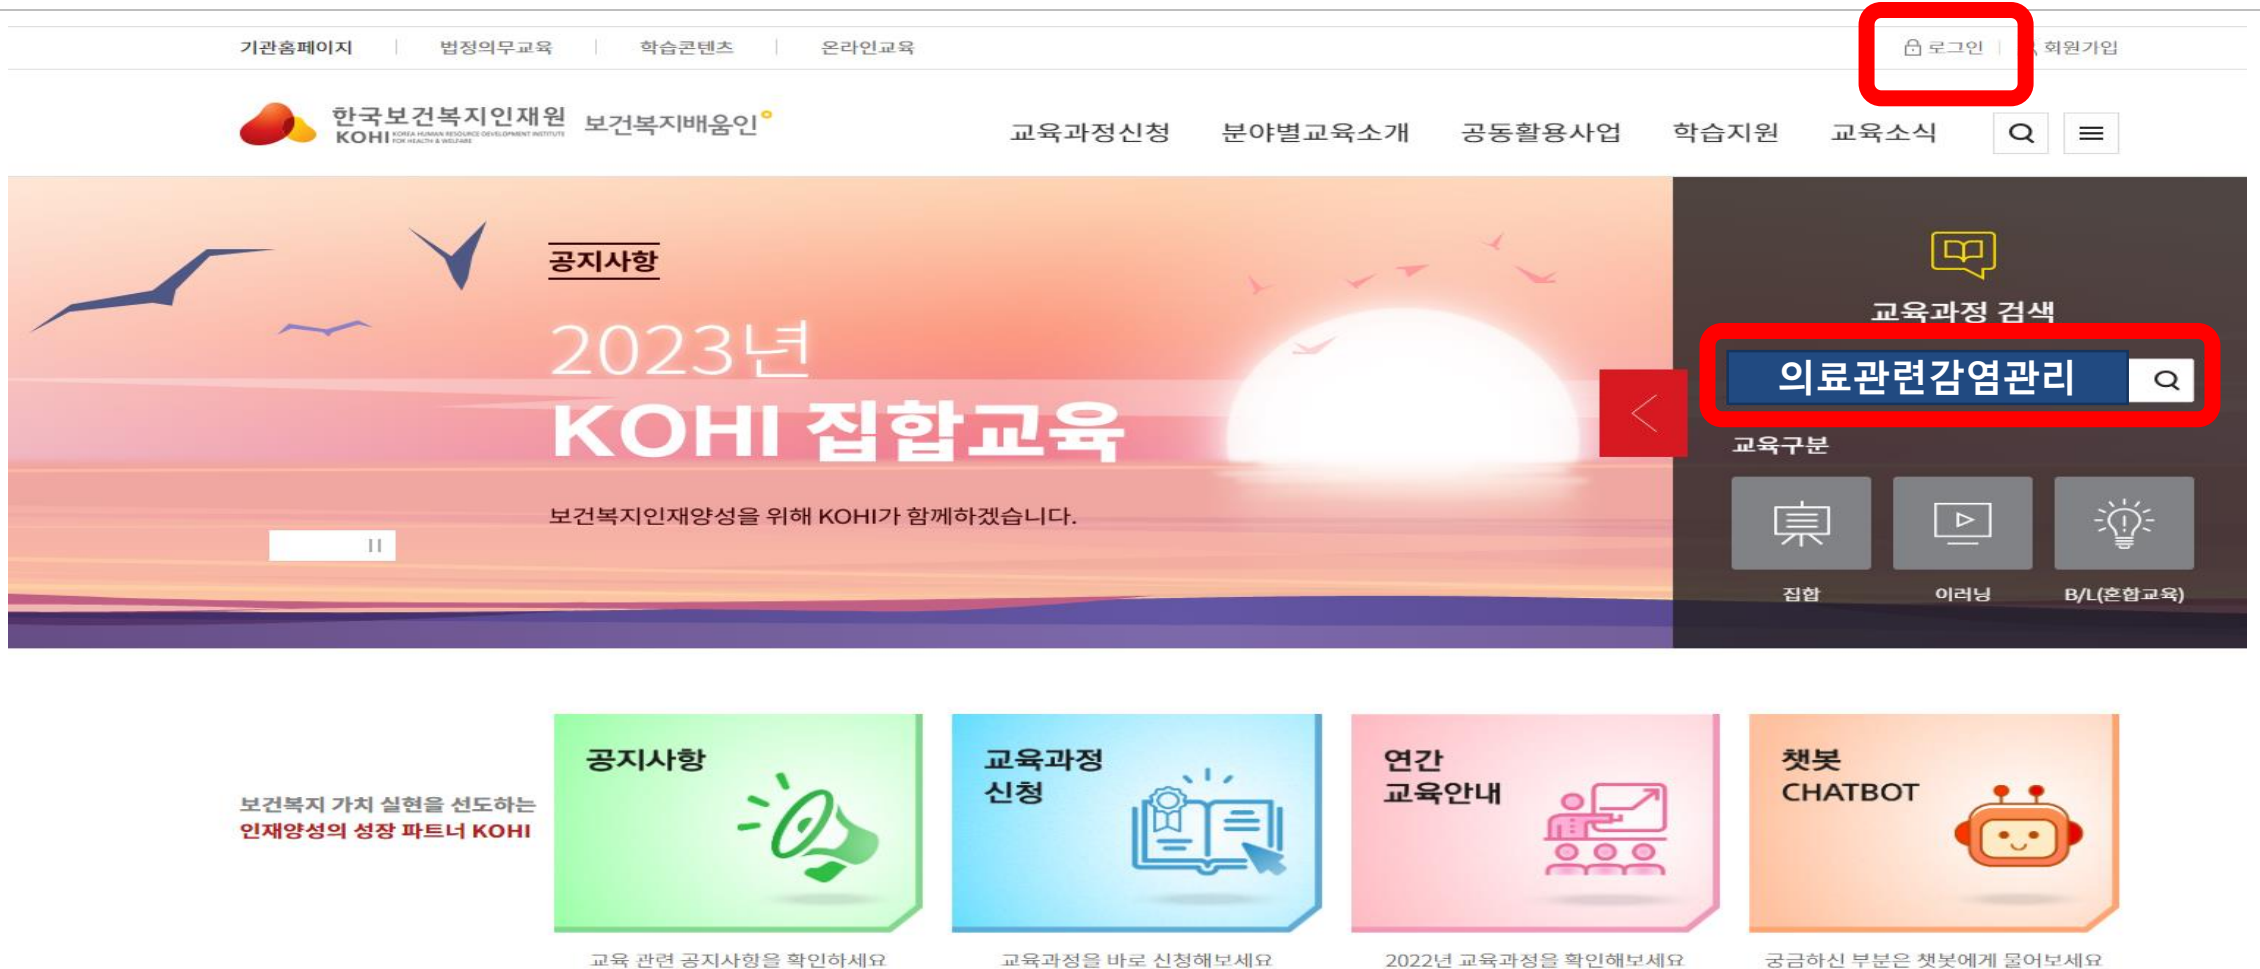 기관홈페이지 법정의무교육 학습콘텐츠 온라인교육 로그인 회원가입
한국보건복지인재원 보건복지배움인
KOHI KOREA HUMAN RESOURCE DEVELOPMENT INSTITUTE
FOR HEALTH & WELFARE
교육과정신청 분야별교육소개 공동활용사업 학습지원 교육소식
공지사항
2023년
KOHI 집합교육
보건복지인재양성을 위해 KOHI가 함께하겠습니다.
교육과정 검색
의료관련감염관리
교육구분
집합 이러닝 B/L(혼합교육)
보건복지 가치 실현을 선도하는
인재양성의 성장 파트너 KOHI
공지사항
교육 관련 공지사항을 확인하세요
교육과정
신청
교육과정을 바로 신청해보세요
연간
교육안내
2022년 교육과정을 확인해보세요
챗봇
CHATBOT
궁금하신 부분은 챗봇에게 물어보세요